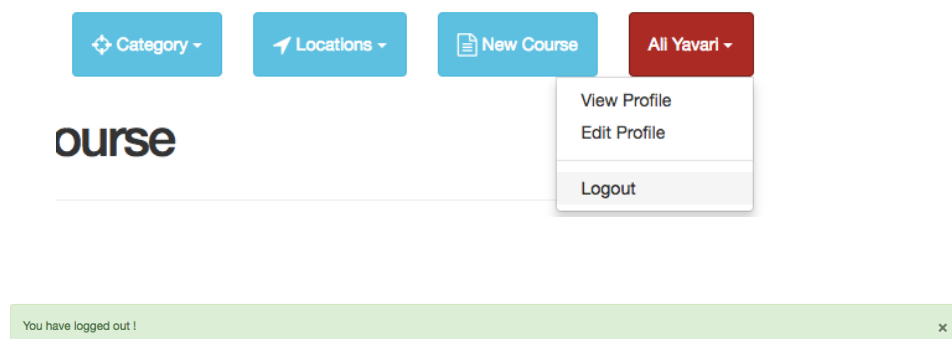 Category
Locations
New Course
Ali Yavari
View Profile
Edit Profile
ourse
Logout
You have logged out !
×